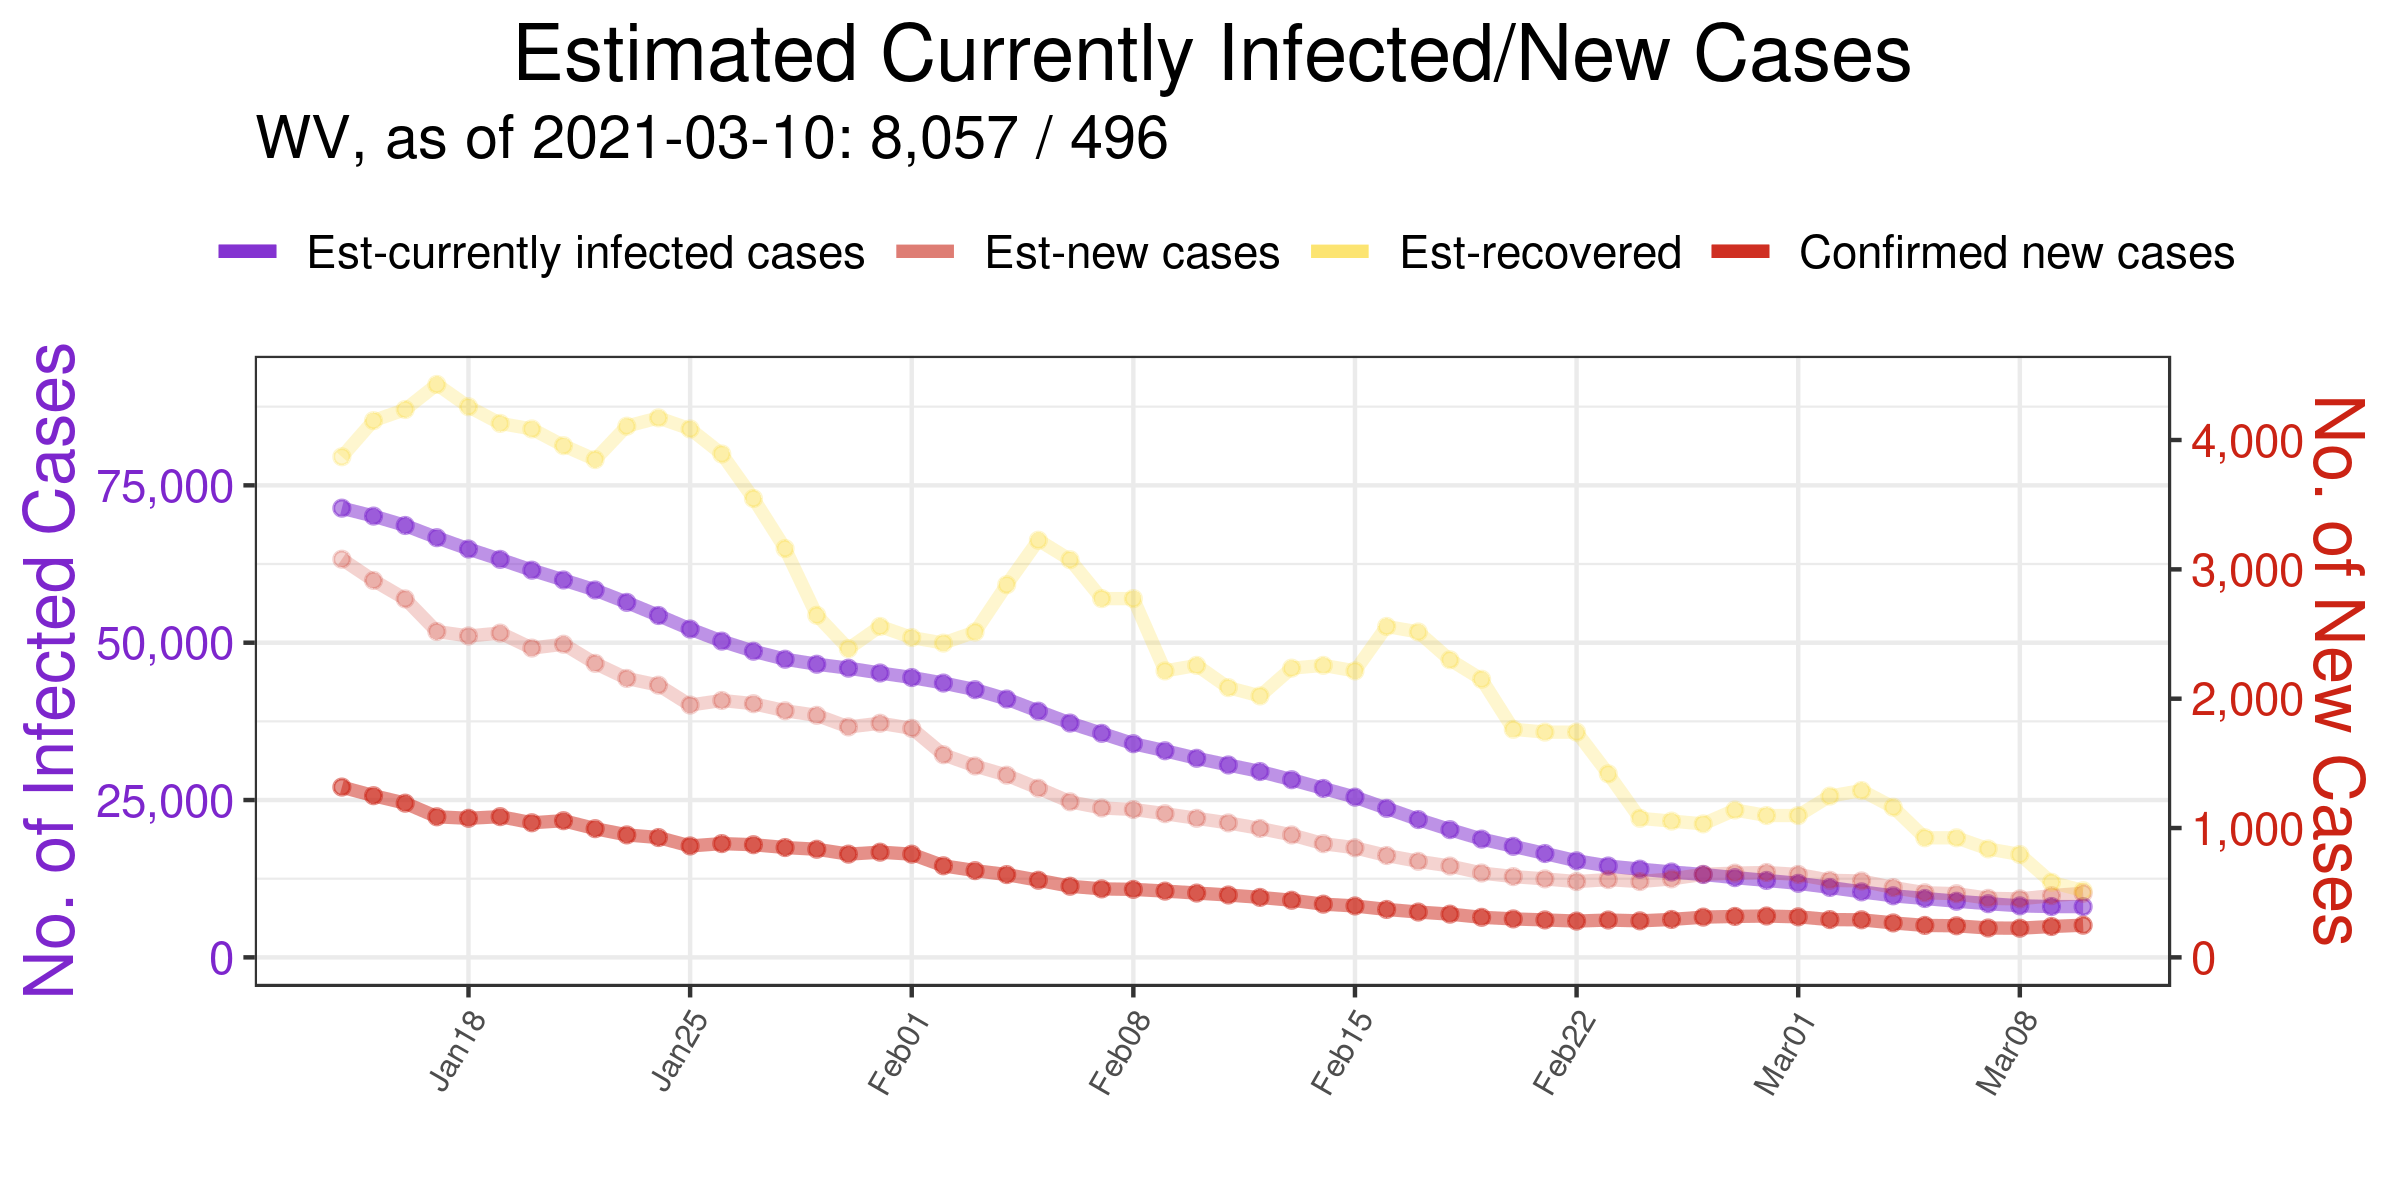 Estimated Currently Infected/New Cases
WV, as of 2021-03-10: 8,057 / 496
Est-currently infected cases Est-new cases Est-recovered Confirmed new cases
No. of Infected Cases
75,000
50,000
25,000
0
4,000
3,000
2,000
1,000
0
No. of New Cases
Jan18 Jan25 Feb01 Feb08 Feb15 Feb22 Mar01 Mar08